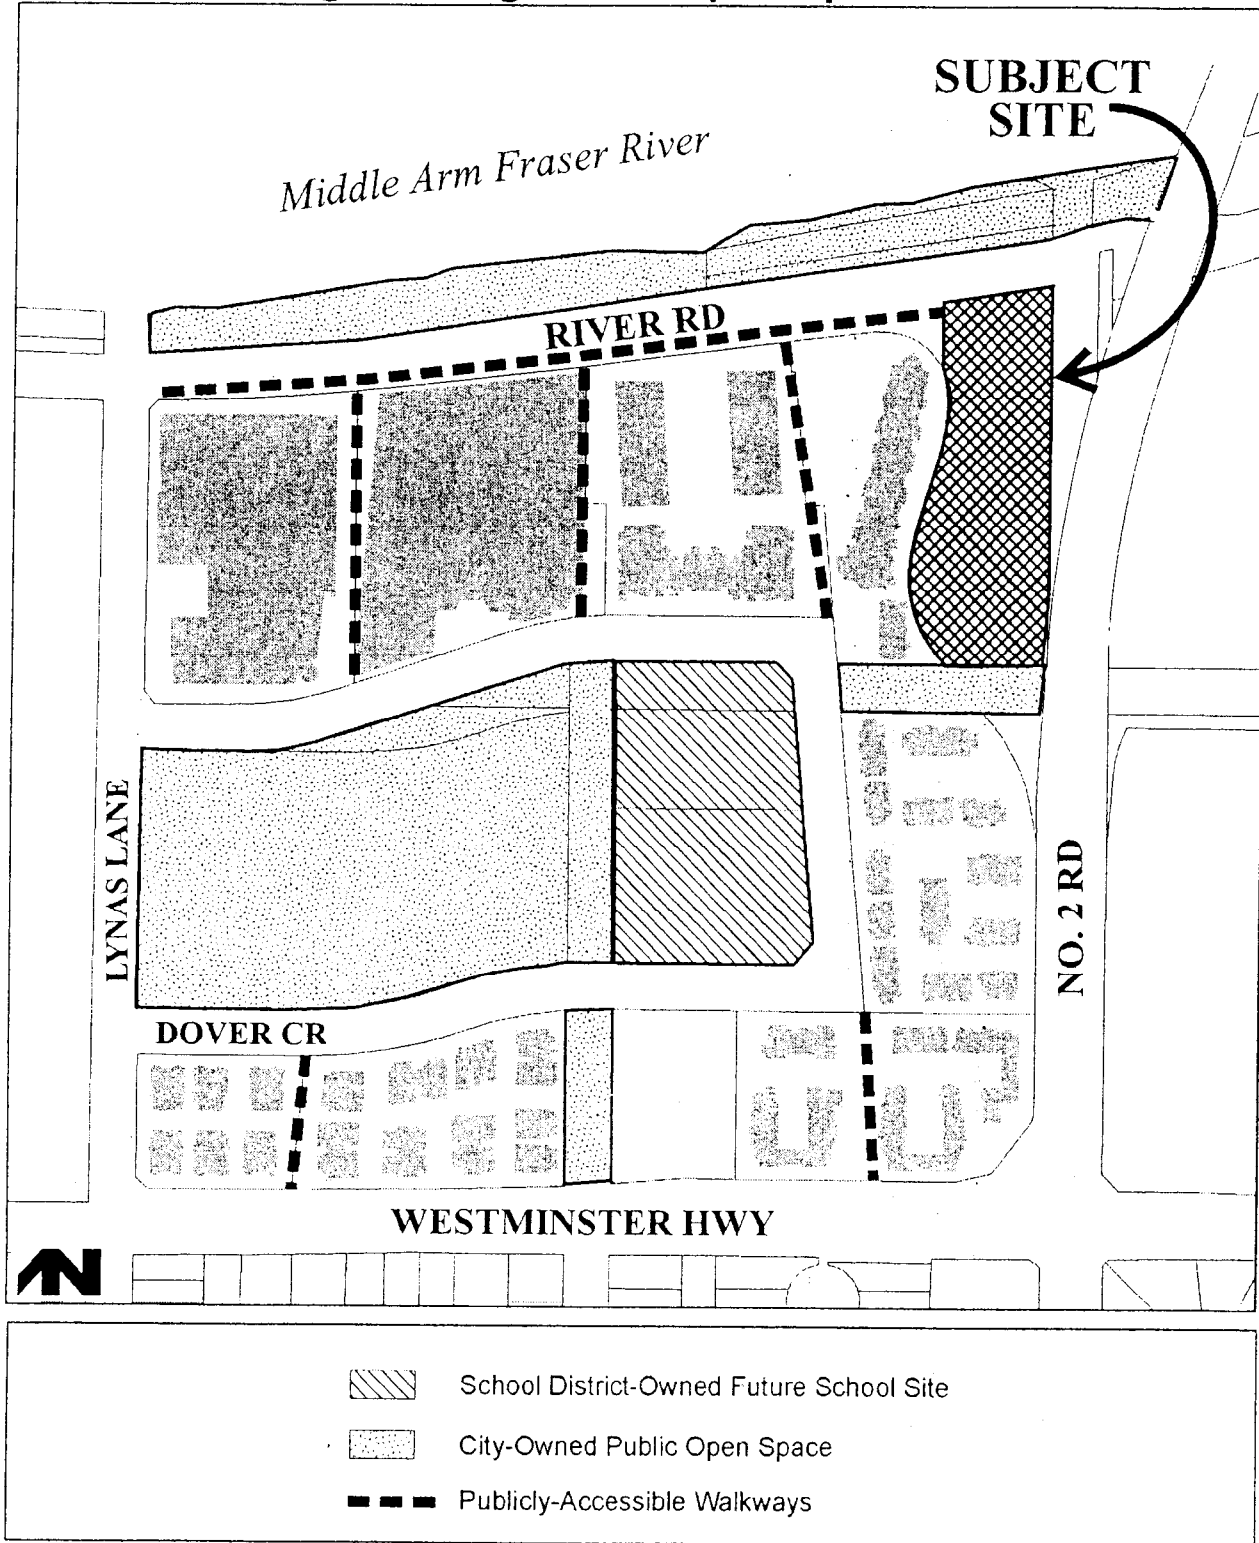 SUBJECT
SITE
Middle Arm Fraser River
RIVER RD
LYNAS LANE
NO. 2 RD
DOVER CR
WESTMINSTER HWY
N
School District-Owned Future School Site
City-Owned Public Open Space
Publicly-Accessible Walkways